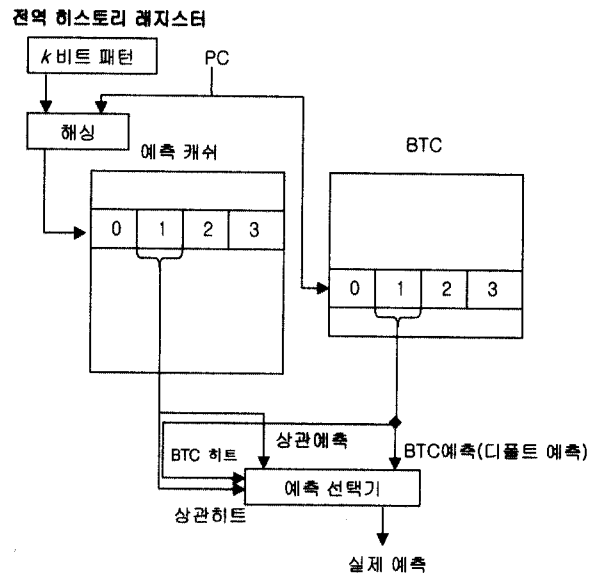 전역 히스토리 레지스터
k 비트 패턴
PC
해싱
예측 캐쉬
BTC
0 1 2 3
0 1 2 3
상관예측
BTC 히트
BTC예측(디폴트 예측)
예측 선택기
상관히트
실제 예측